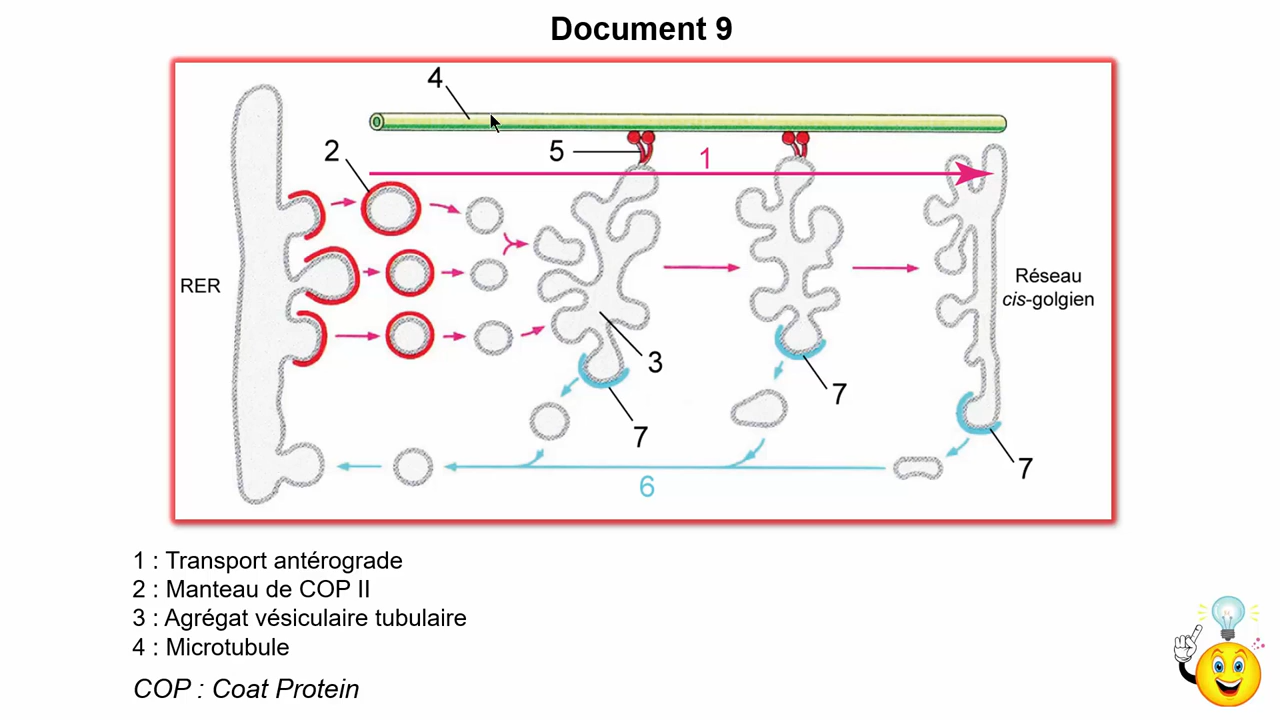 Document 9
4
2
5
1
RER
Réseau
cis-golgien
3
7
7
7
6
1 : Transport antérograde
2 : Manteau de COP II
3 : Agrégat vésiculaire tubulaire
4 : Microtubule
COP : Coat Protein